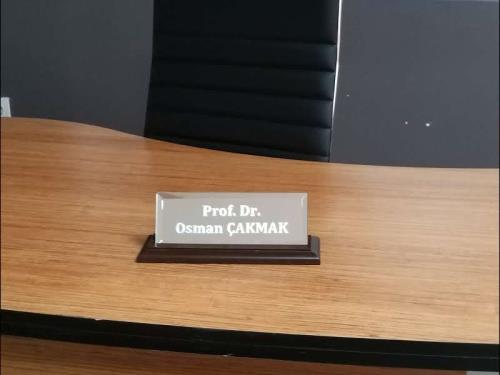 Prof. Dr.
Osman ÇAKMAK